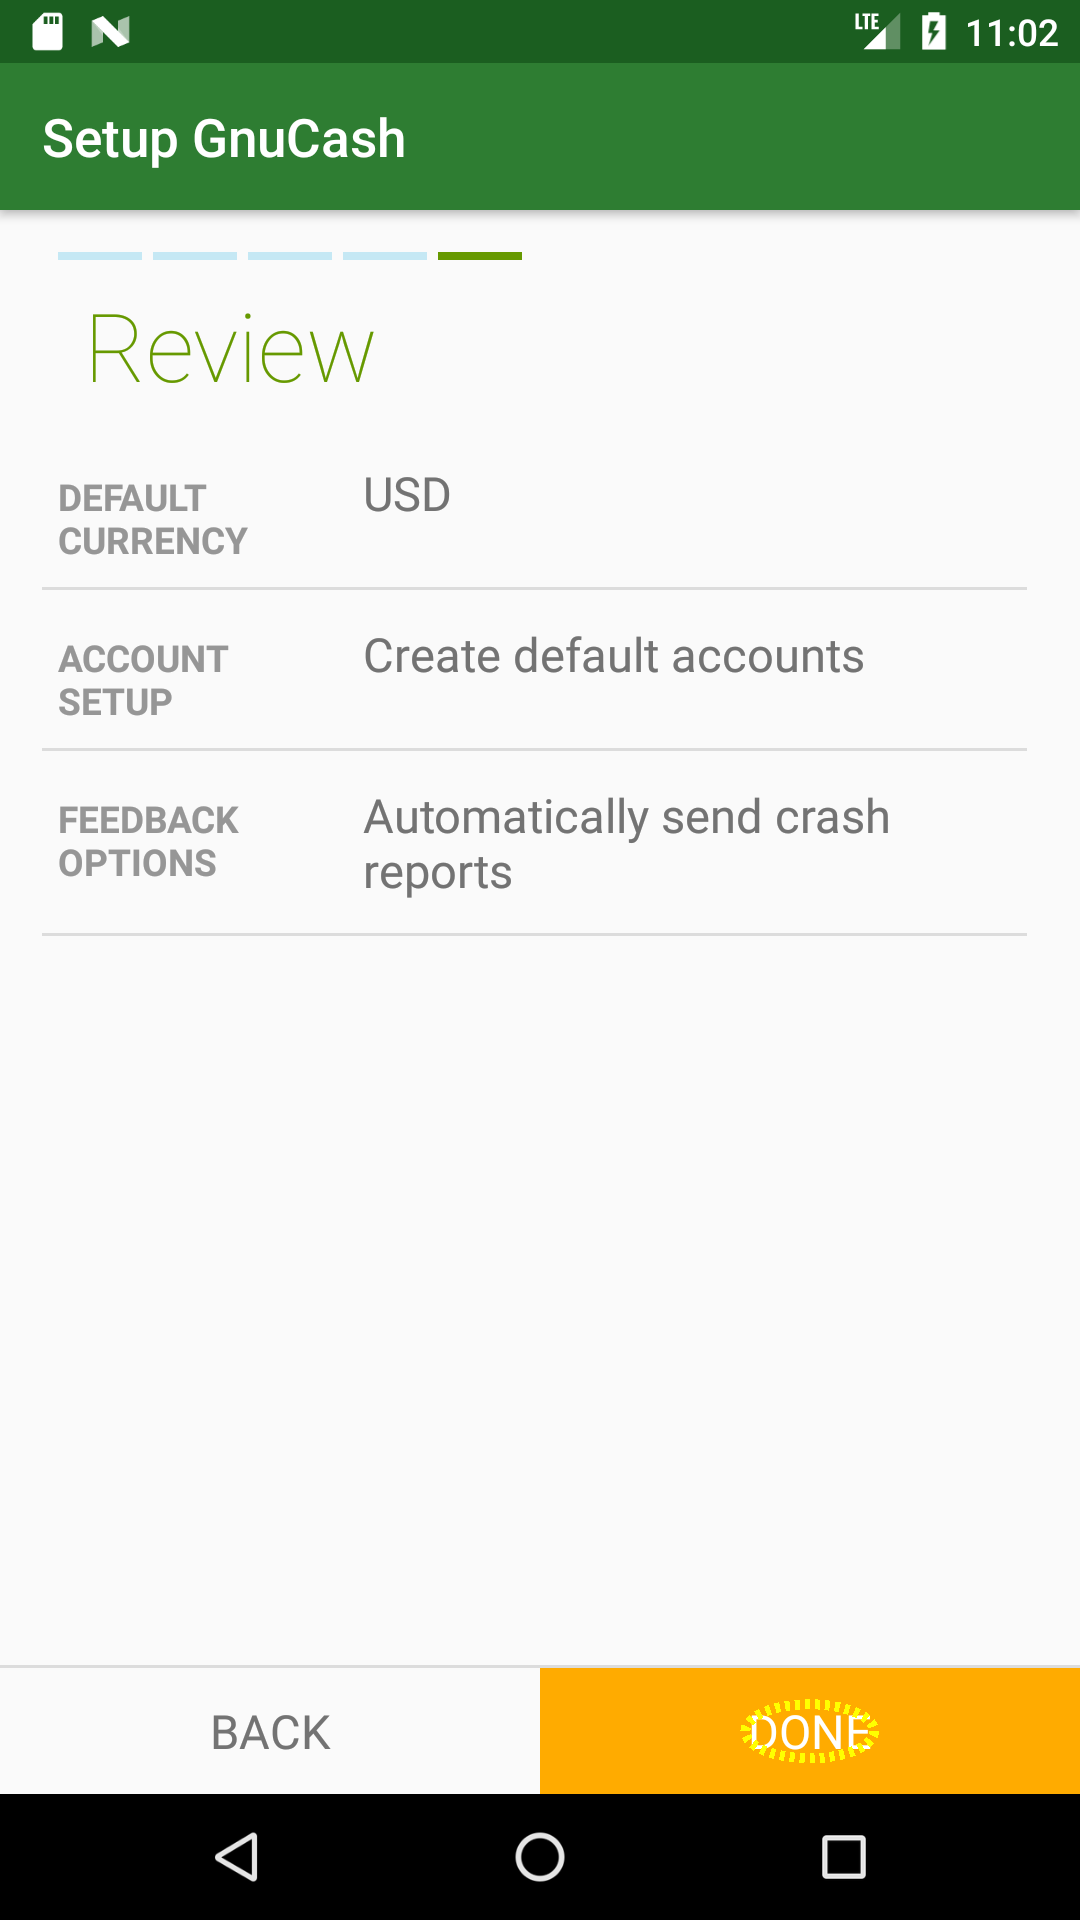 LTE 11:02
Setup GnuCash
Review
DEFAULT CURRENCY
USD
ACCOUNT SETUP
Create default accounts
FEEDBACK OPTIONS
Automatically send crash
reports
BACK
DONE